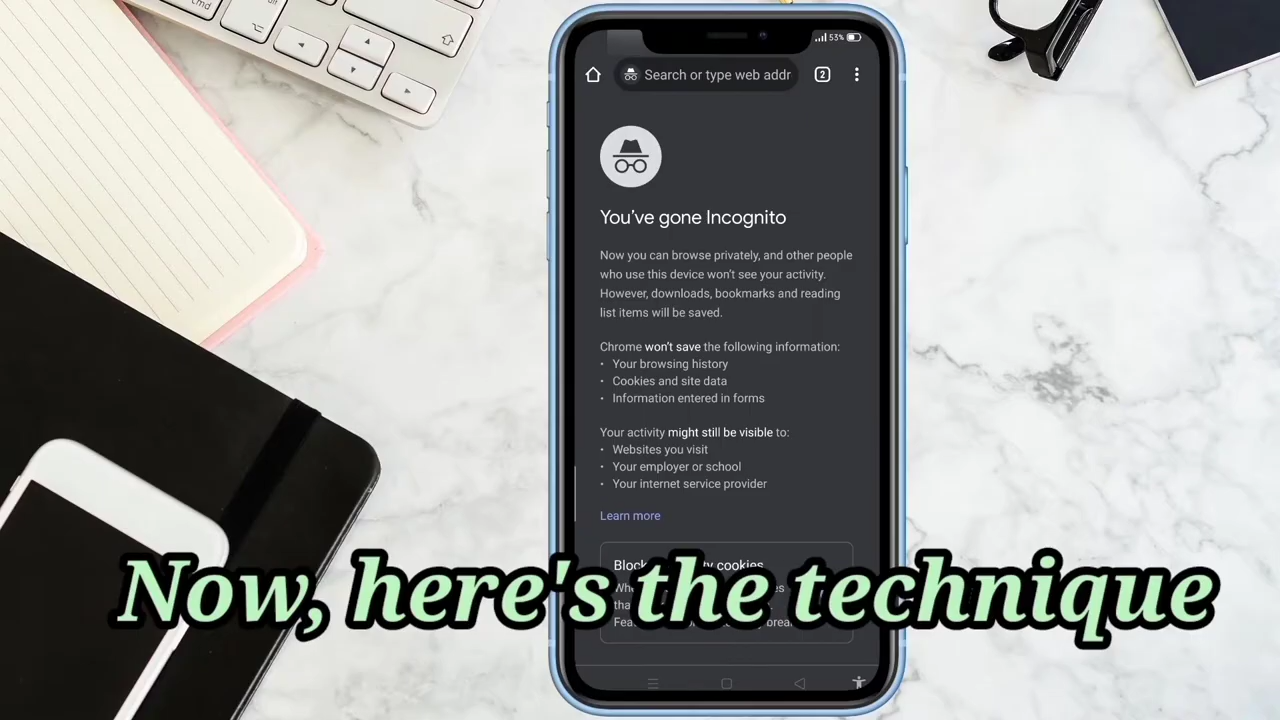 cmd
53%
Search or type web addr
2
You've gone Incognito
Now you can browse privately, and other people
who use this device won't see your activity.
However, downloads, bookmarks and reading
list items will be saved.
Chrome won't save the following information:
• Your browsing history
• Cookies and site data
• Information entered in forms
Your activity might still be visible to:
• Websites you visit
• Your employer or school
• Your internet service provider
Learn more
Block cookies
Now, here's the technique